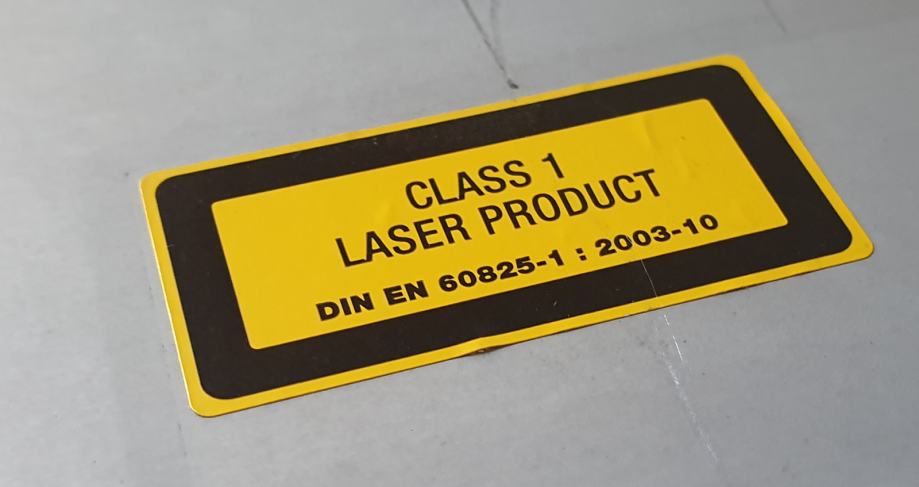 CLASS 1
LASER PRODUCT
DIN EN 60825-1 : 2003-10